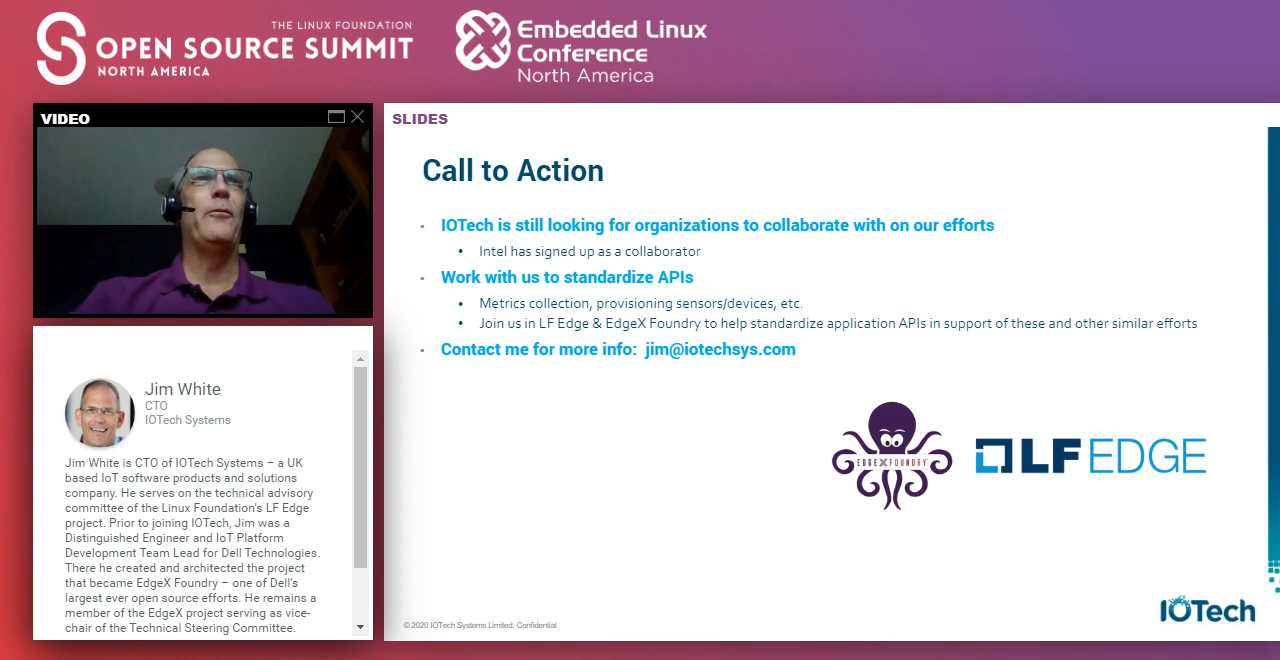 THE LINUX FOUNDATION
OPEN SOURCE SUMMIT
NORTH AMERICA
Embedded Linux
Conference
North America
VIDEO
SLIDES
Call to Action
• IOTech is still looking for organizations to collaborate with on our efforts
• Intel has signed up as a collaborator
• Work with us to standardize APIs
• Metrics collection, provisioning sensors/devices, etc.
• Join us in LF Edge & EdgeX Foundry to help standardize application APIs in support of these and other similar efforts
• Contact me for more info: jim@iotechsys.com
EDGE X FOUNDRY
LF EDGE
IOTech
© 2020 IOTech Systems Limited. Confidential
Jim White
CTO
IOTech Systems
Jim White is CTO of IOTech Systems – a UK
based IoT software products and solutions
company. He serves on the technical advisory
committee of the Linux Foundation's LF Edge
project. Prior to joining IOTech, Jim was a
Distinguished Engineer and IoT Platform
Development Team Lead for Dell Technologies.
There he created and architected the project
that became EdgeX Foundry – one of Dell's
largest ever open source efforts. He remains a
member of the EdgeX project serving as vice-
chair of the Technical Steering Committee.